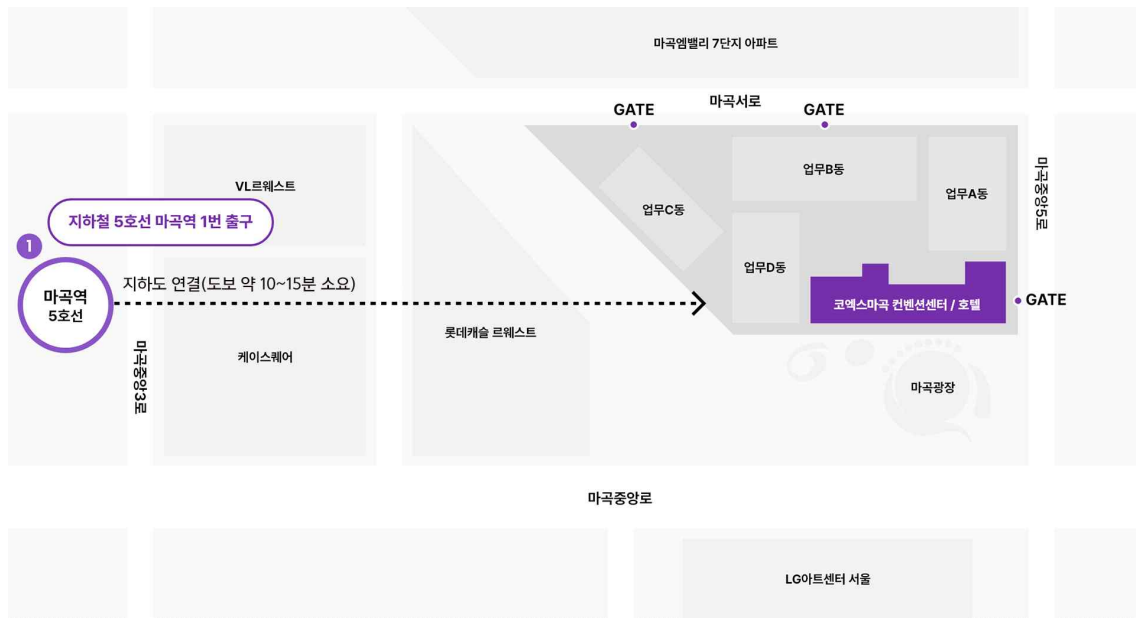 마곡엠밸리 7단지 아파트
마곡서로
GATE
GATE
업무B동
업무A동
마곡중앙5로
VL르웨스트
업무C동
지하철 5호선 마곡역 1번 출구
1
업무D동
지하도 연결(도보 약 10~15분 소요)
마곡역
5호선
코엑스마곡 컨벤션센터 / 호텔
GATE
롯데캐슬 르웨스트
케이스퀘어
마곡중앙3로
마곡광장
마곡중앙로
LG아트센터 서울